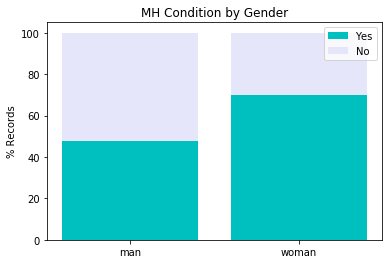 MH Condition by Gender
Yes
No
% Records
100
80
60
40
20
0
man
woman